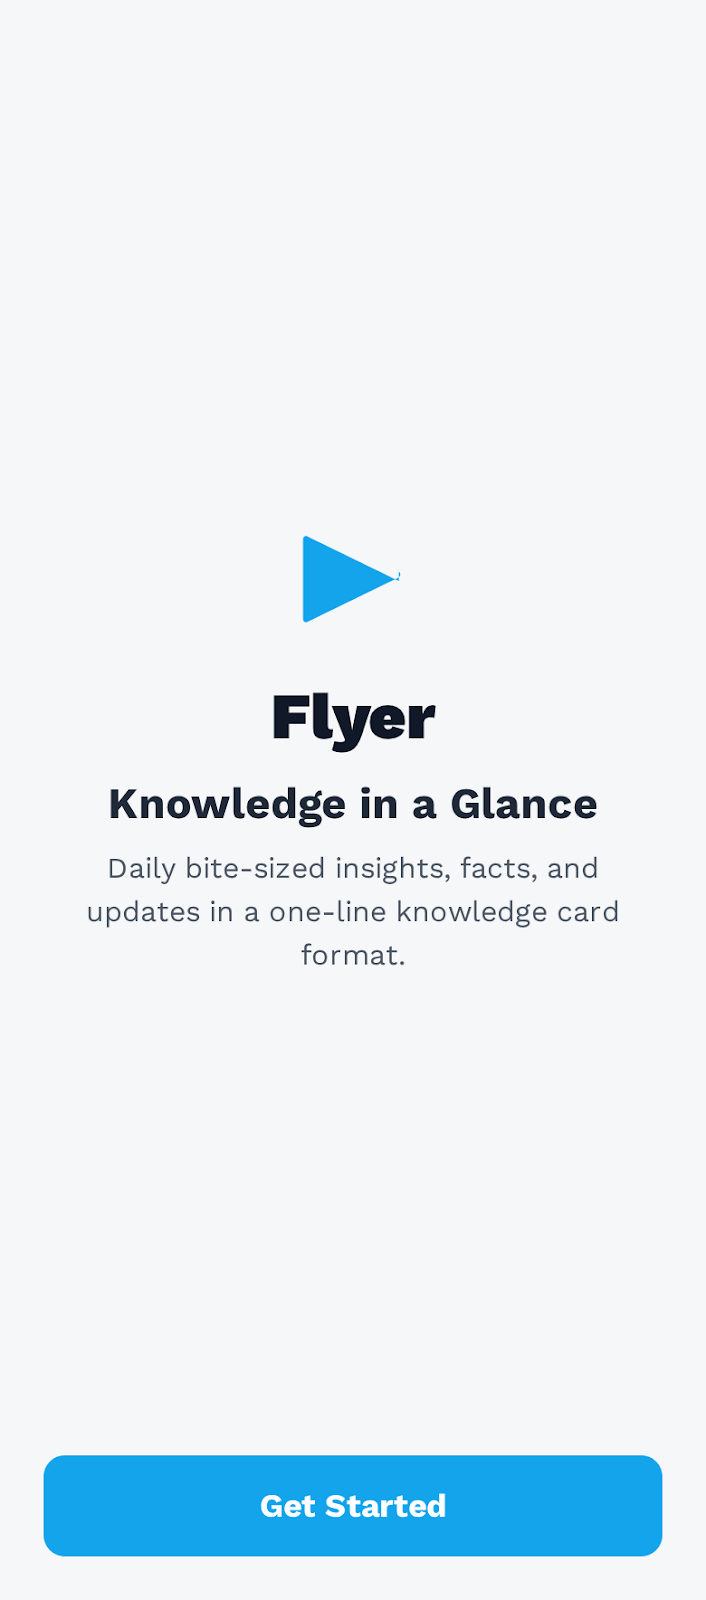 Flyer
Knowledge in a Glance
Daily bite-sized insights, facts, and
updates in a one-line knowledge card
format.
Get Started